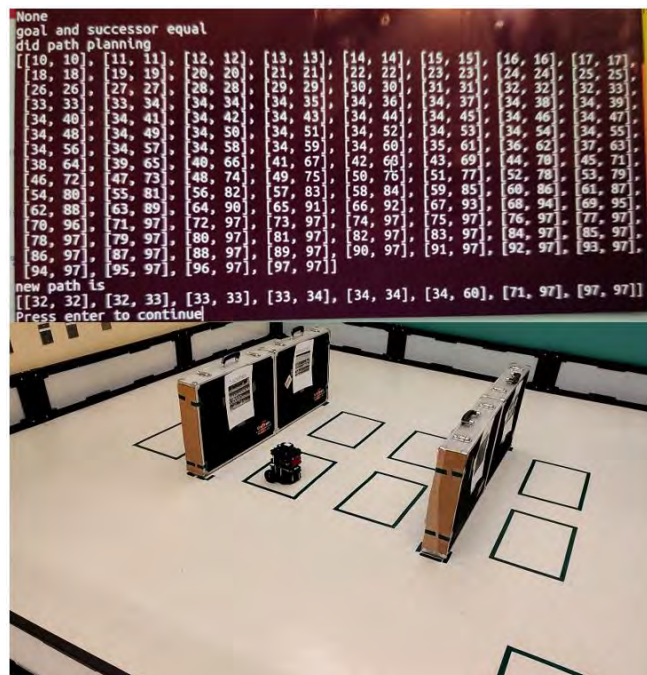 None
goal and successor equal
did path planning
[[10, 10], [11, 11], [12, 12], [13, 13], [14, 14], [15, 15], [16, 16], [17, 17],
[18, 18], [19, 19], [20, 20], [21, 21], [22, 22], [23, 23], [24, 24], [25, 25],
[26, 26], [27, 27], [28, 28], [29, 29], [30, 30], [31, 31], [32, 32], [32, 33],
[33, 33], [33, 34], [34, 34], [34, 35], [34, 36], [34, 37], [34, 38], [34, 39],
[34, 40], [34, 41], [34, 42], [34, 43], [34, 44], [34, 45], [34, 46], [34, 47],
[34, 48], [34, 49], [34, 50], [34, 51], [34, 52], [34, 53], [34, 54], [34, 55],
[34, 56], [34, 57], [34, 58], [34, 59], [34, 60], [35, 61], [36, 62], [37, 63],
[38, 64], [39, 65], [40, 66], [41, 67], [42, 68], [43, 69], [44, 70], [45, 71],
[46, 72], [47, 73], [48, 74], [49, 75], [50, 76], [51, 77], [52, 78], [53, 79],
[54, 80], [55, 81], [56, 82], [57, 83], [58, 84], [59, 85], [60, 86], [61, 87],
[62, 88], [63, 89], [64, 90], [65, 91], [66, 92], [67, 93], [68, 94], [69, 95],
[70, 96], [71, 97], [72, 97], [73, 97], [74, 97], [75, 97], [76, 97], [77, 97],
[78, 97], [79, 97], [80, 97], [81, 97], [82, 97], [83, 97], [84, 97], [85, 97],
[86, 97], [87, 97], [88, 97], [89, 97], [90, 97], [91, 97], [92, 97], [93, 97],
[94, 97], [95, 97], [96, 97], [97, 97]]
new path is
[[32, 32], [32, 33], [33, 33], [33, 34], [34, 34], [34, 60], [71, 97], [97, 97]]
Press enter to continue